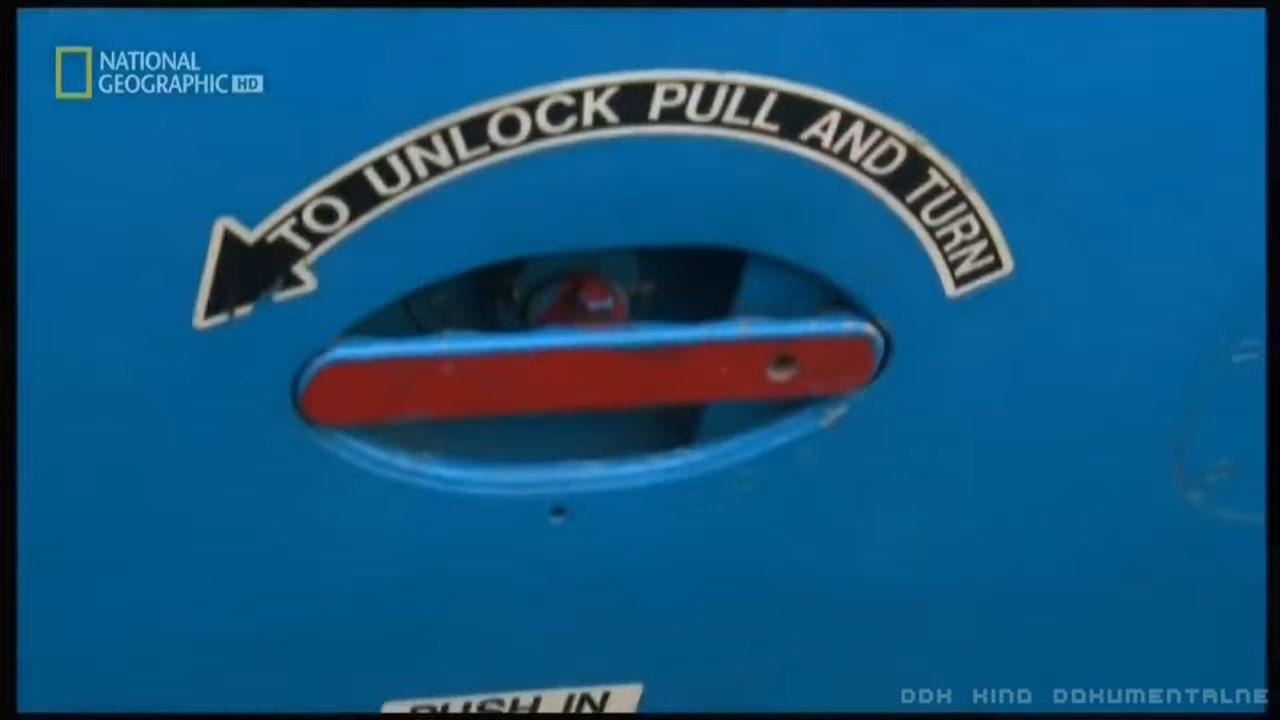 NATIONAL
GEOGRAPHIC HD
TO UNLOCK PULL AND TURN
PUSH IN
DDK KINO DOKUMENTALNE